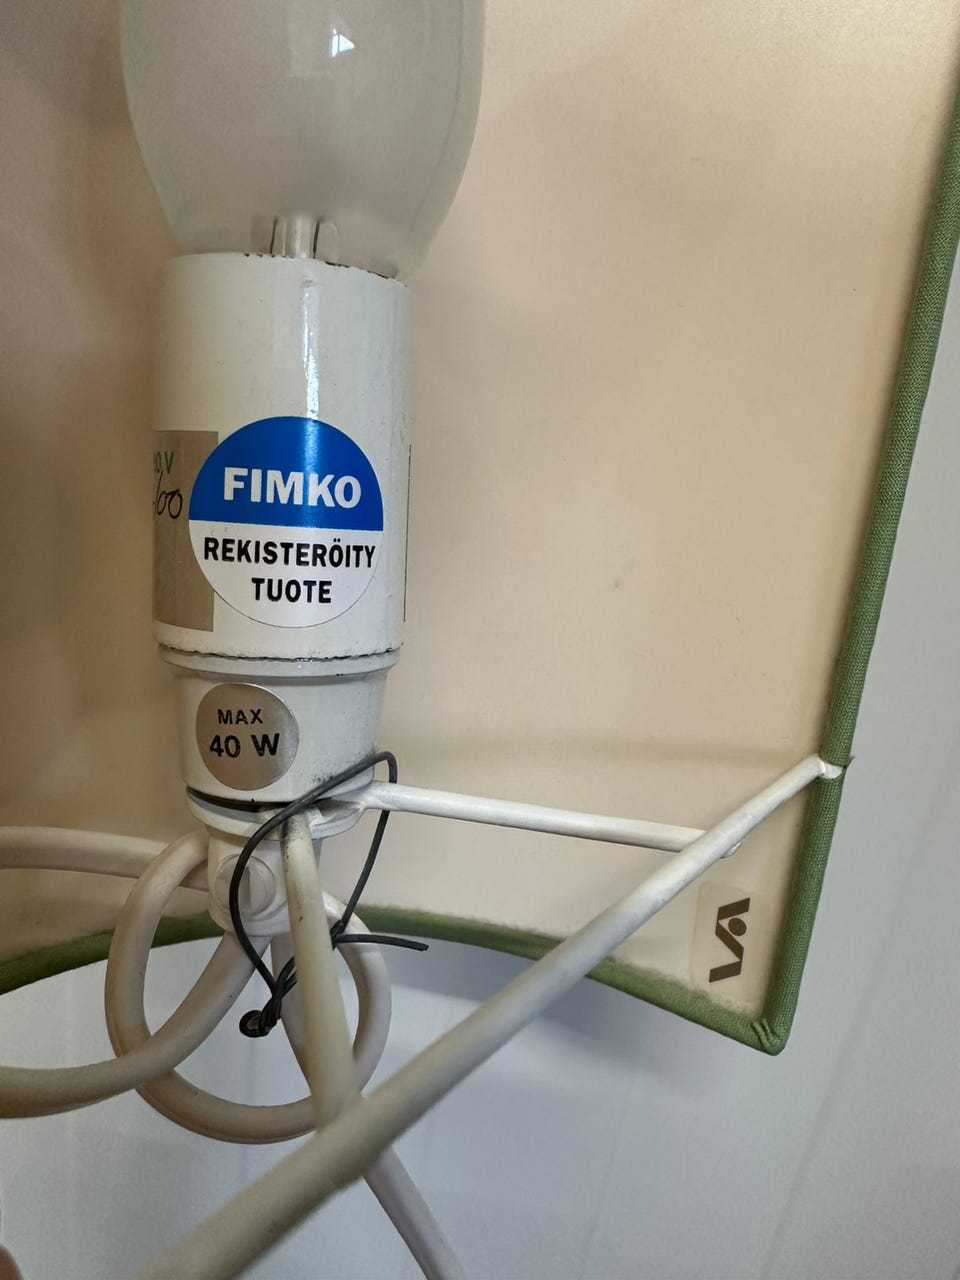 V
FIMKO
REKISTERÖITY
TUOTE
MAX
40 W